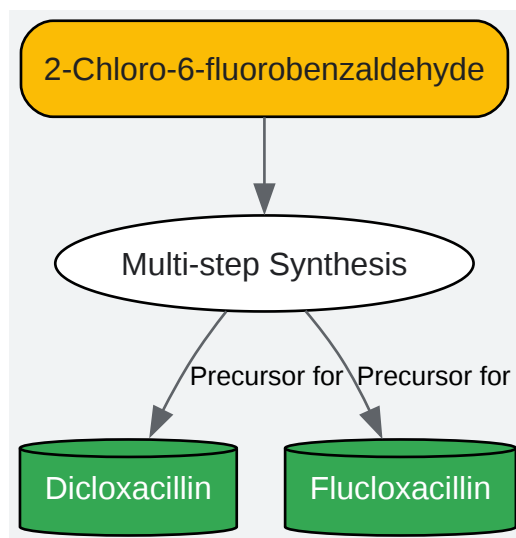 2-Chloro-6-fluorobenzaldehyde
Multi-step Synthesis
Precursor for
Precursor for
Dicloxacillin
Flucloxacillin